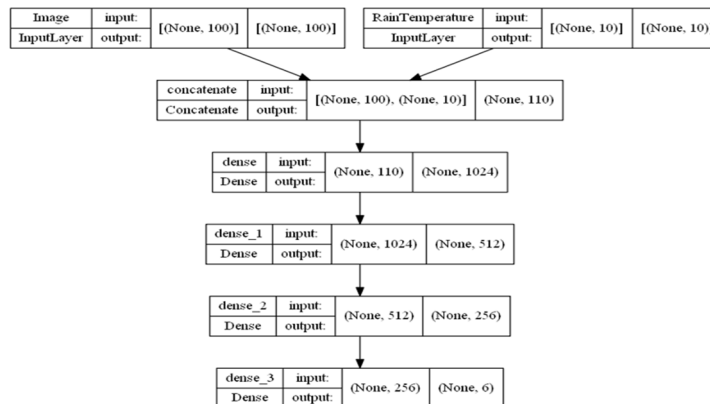 Image input: [(None, 100)] [(None, 100)]
InputLayer output:
RainTemperature input: [(None, 10)] [(None, 10)
InputLayer output:
concatenate input: [(None, 100), (None, 10)] (None, 110)
Concatenate output:
dense input: (None, 110) (None, 1024)
Dense output:
dense_1 input: (None, 1024) (None, 512)
Dense output:
dense_2 input: (None, 512) (None, 256)
Dense output:
dense_3 input: (None, 256) (None, 6)
Dense output: